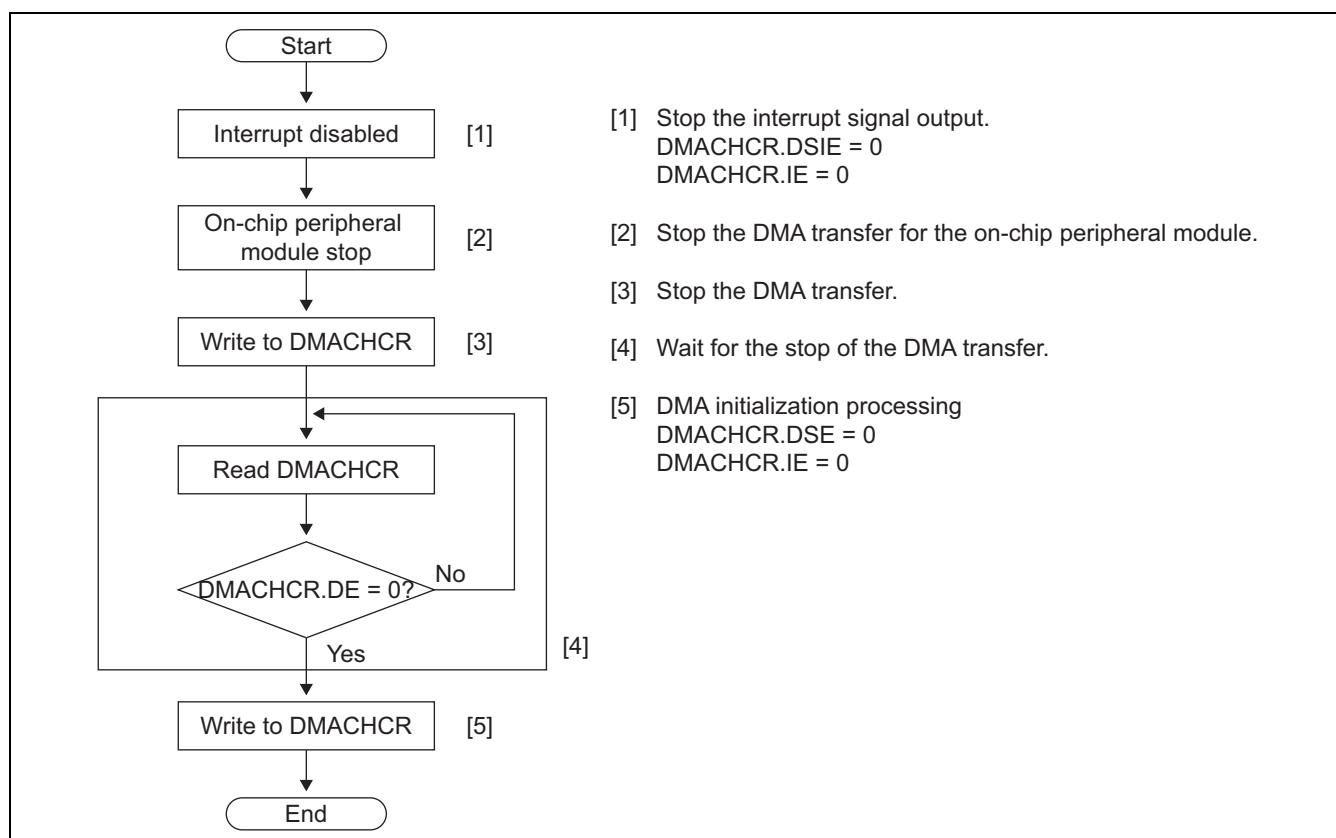 Start
Interrupt disabled
[1]
On-chip peripheral
module stop
[2]
Write to DMACHCR
[3]
Read DMACHCR
DMACHCR.DE = 0?
No
Yes
[4]
Write to DMACHCR
[5]
End
[1] Stop the interrupt signal output.
DMACHCR.DSIE = 0
DMACHCR.IE = 0
[2] Stop the DMA transfer for the on-chip peripheral module.
[3] Stop the DMA transfer.
[4] Wait for the stop of the DMA transfer.
[5] DMA initialization processing
DMACHCR.DSE = 0
DMACHCR.IE = 0